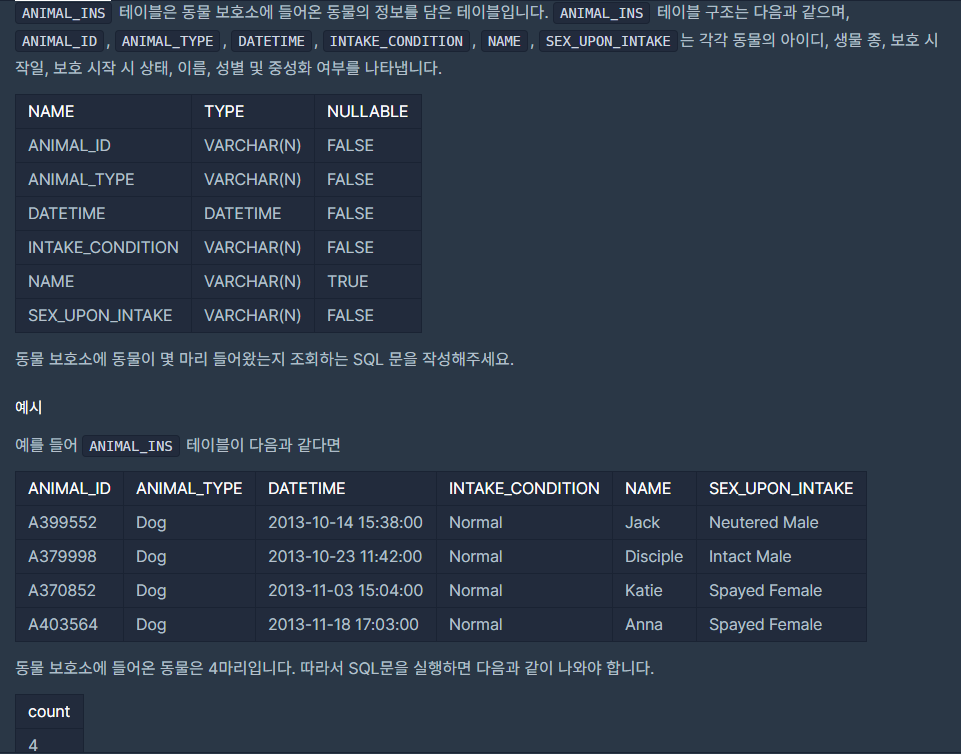 ANIMAL_INS 테이블은 동물 보호소에 들어온 동물의 정보를 담은 테이블입니다. ANIMAL_INS 테이블 구조는 다음과 같으며,
ANIMAL_ID , ANIMAL_TYPE , DATETIME , INTAKE_CONDITION , NAME , SEX_UPON_INTAKE 는 각각 동물의 아이디, 생물 종, 보호 시
작일, 보호 시작 시 상태, 이름, 성별 및 중성화 여부를 나타냅니다.
NAME TYPE NULLABLE
ANIMAL_ID VARCHAR(N) FALSE
ANIMAL_TYPE VARCHAR(N) FALSE
DATETIME DATETIME FALSE
INTAKE_CONDITION VARCHAR(N) FALSE
NAME VARCHAR(N) TRUE
SEX_UPON_INTAKE VARCHAR(N) FALSE
동물 보호소에 동물이 몇 마리 들어왔는지 조회하는 SQL 문을 작성해주세요.
예시
예를 들어 ANIMAL_INS 테이블이 다음과 같다면
ANIMAL_ID ANIMAL_TYPE DATETIME INTAKE_CONDITION NAME SEX_UPON_INTAKE
A399552 Dog 2013-10-14 15:38:00 Normal Jack Neutered Male
A379998 Dog 2013-10-23 11:42:00 Normal Disciple Intact Male
A370852 Dog 2013-11-03 15:04:00 Normal Katie Spayed Female
A403564 Dog 2013-11-18 17:03:00 Normal Anna Spayed Female
동물 보호소에 들어온 동물은 4마리입니다. 따라서 SQL문을 실행하면 다음과 같이 나와야 합니다.
count
4